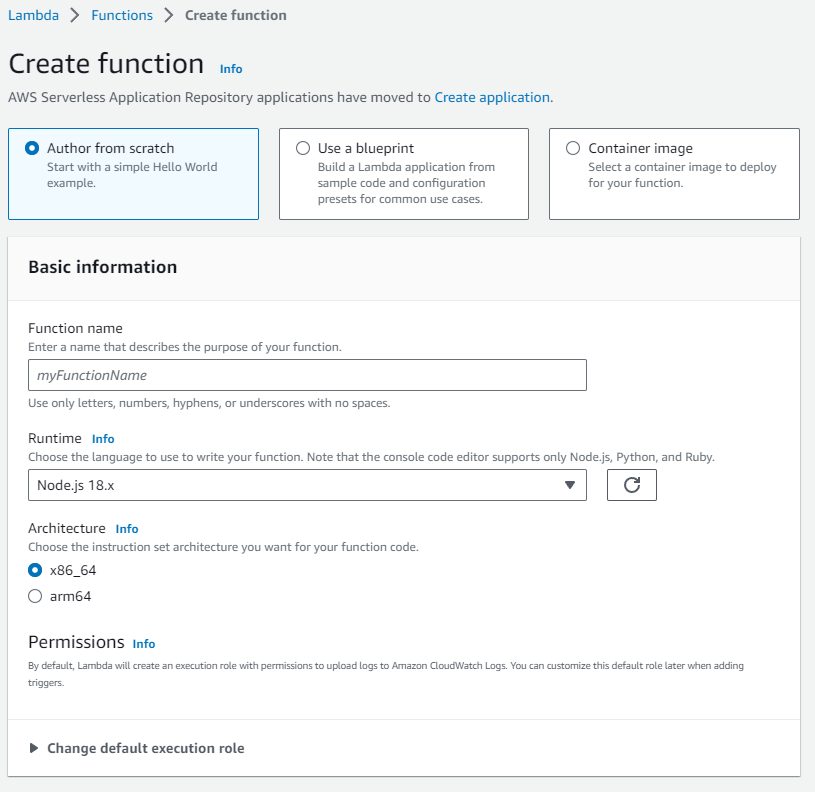 Lambda > Functions > Create function
Create function Info
AWS Serverless Application Repository applications have moved to Create application.
Author from scratch
Start with a simple Hello World
example.
Use a blueprint
Build a Lambda application from
sample code and configuration
presets for common use cases.
Container image
Select a container image to deploy
for your function.
Basic information
Function name
Enter a name that describes the purpose of your function.
myFunctionName
Use only letters, numbers, hyphens, or underscores with no spaces.
Runtime Info
Choose the language to use to write your function. Note that the console code editor supports only Node.js, Python, and Ruby.
Node.js 18.x
Architecture Info
Choose the instruction set architecture you want for your function code.
x86_64
arm64
Permissions Info
By default, Lambda will create an execution role with permissions to upload logs to Amazon CloudWatch Logs. You can customize this default role later when adding
triggers.
Change default execution role